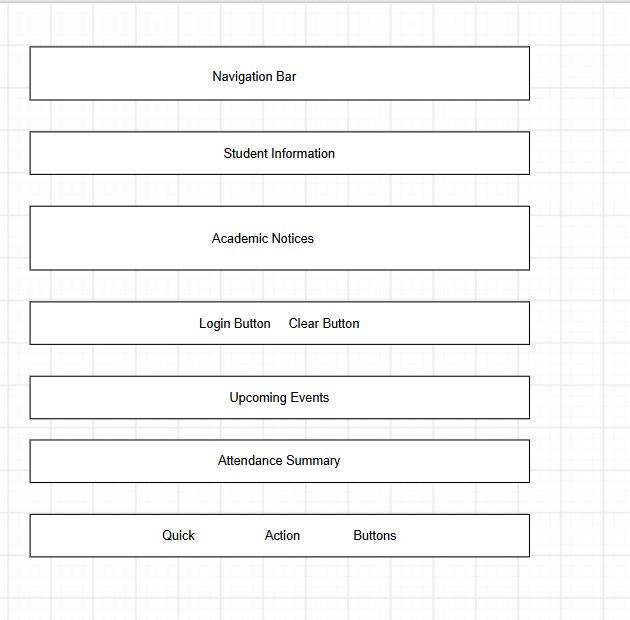 Navigation Bar
Student Information
Academic Notices
Login Button Clear Button
Upcoming Events
Attendance Summary
Quick Action Buttons